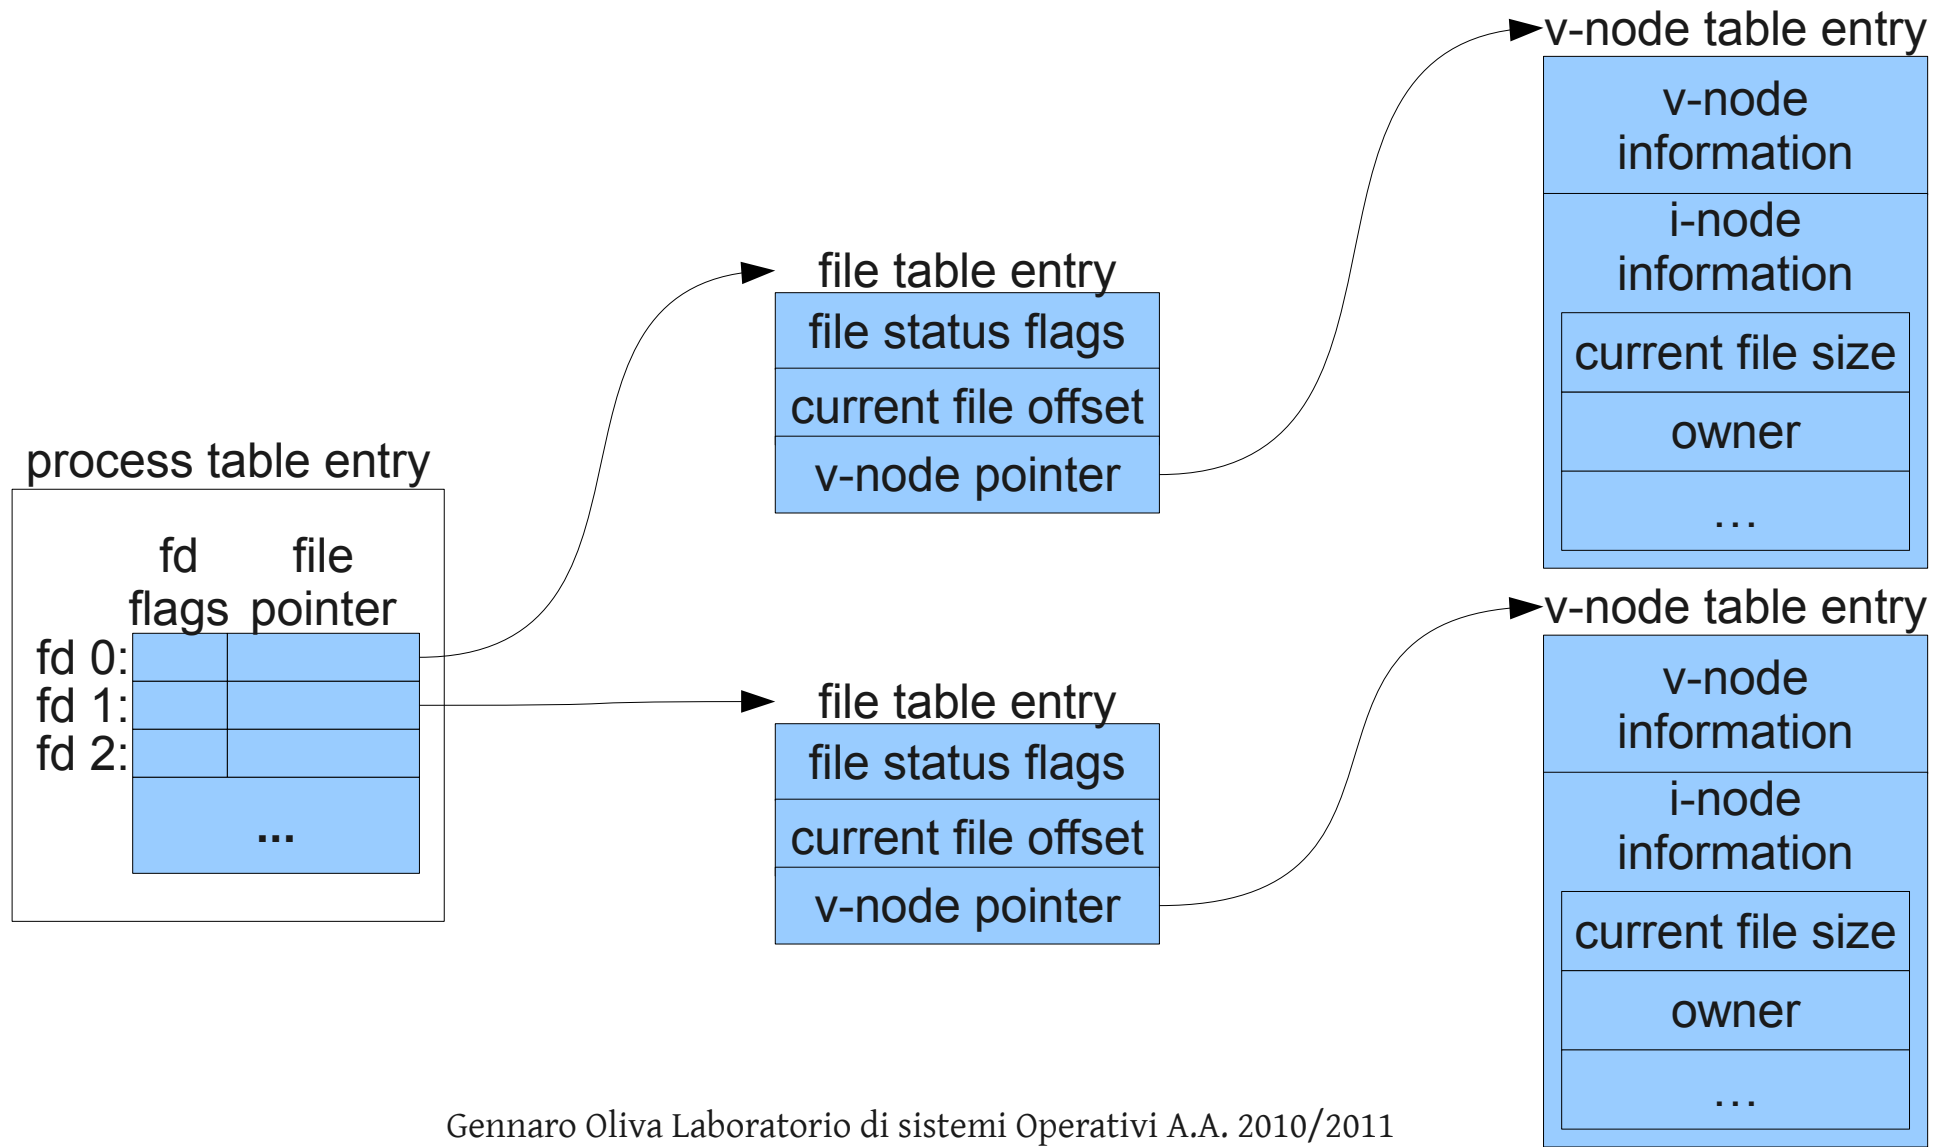 process table entry
fd
flags
file
pointer
fd 0:
fd 1:
fd 2:
...
file table entry
file status flags
current file offset
v-node pointer
file table entry
file status flags
current file offset
v-node pointer
v-node table entry
v-node
information
i-node
information
current file size
owner
...
v-node table entry
v-node
information
i-node
information
current file size
owner
...
Gennaro Oliva Laboratorio di sistemi Operativi A.A. 2010/2011